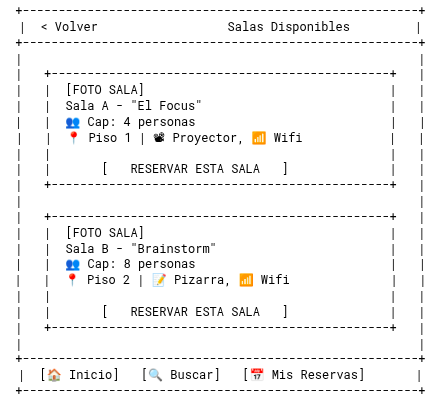 < Volver Salas Disponibles
[FOTO SALA]
Sala A - "El Focus"
👥 Cap: 4 personas
📍 Piso 1 | 📽 Proyector, 📶 Wifi
[ RESERVAR ESTA SALA ]
[FOTO SALA]
Sala B - "Brainstorm"
👥 Cap: 8 personas
📍 Piso 2 | 📝 Pizarra, 📶 Wifi
[ RESERVAR ESTA SALA ]
[🏠 Inicio] [🔍 Buscar] [📅 Mis Reservas]